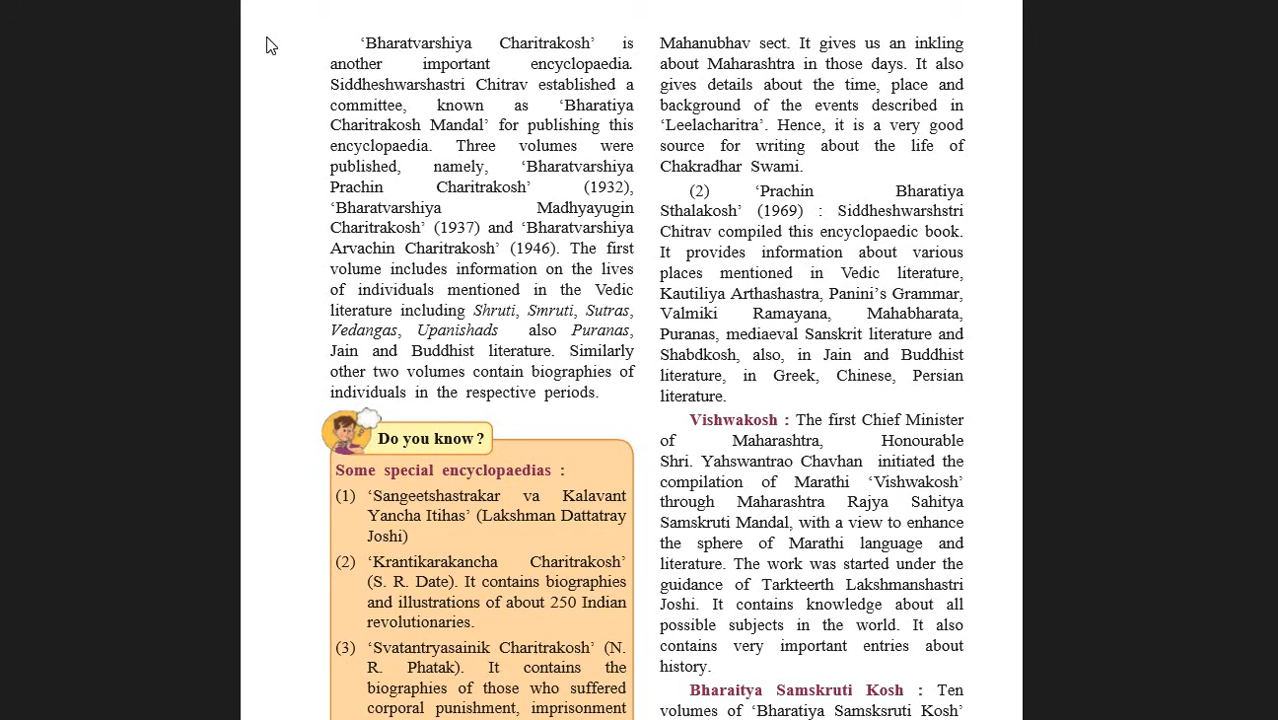 ‘Bharatvarshiya Charitrakosh’ is
another important encyclopaedia.
Siddheshwarshastri Chitrav established a
committee, known as ‘Bharatiya
Charitrakosh Mandal’ for publishing this
encyclopaedia. Three volumes were
published, namely, ‘Bharatvarshiya
Prachin Charitrakosh’ (1932),
‘Bharatvarshiya Madhyayugin
Charitrakosh’ (1937) and ‘Bharatvarshiya
Arvachin Charitrakosh’ (1946). The first
volume includes information on the lives
of individuals mentioned in the Vedic
literature including Shruti, Smruti, Sutras,
Vedangas, Upanishads also Puranas,
Jain and Buddhist literature. Similarly
other two volumes contain biographies of
individuals in the respective periods.
Do you know ?
Some special encyclopaedias :
(1) ‘Sangeetshastrakar va Kalavant
Yancha Itihas’ (Lakshman Dattatray
Joshi)
(2) ‘Krantikarakancha Charitrakosh’
(S. R. Date). It contains biographies
and illustrations of about 250 Indian
revolutionaries.
(3) ‘Svatantryasainik Charitrakosh’ (N.
R. Phatak). It contains the
biographies of those who suffered
corporal punishment, imprisonment
Mahanubhav sect. It gives us an inkling
about Maharashtra in those days. It also
gives details about the time, place and
background of the events described in
‘Leelacharitra’. Hence, it is a very good
source for writing about the life of
Chakradhar Swami.
(2) ‘Prachin Bharatiya
Sthalakosh’ (1969) : Siddheshwarshstri
Chitrav compiled this encyclopaedic book.
It provides information about various
places mentioned in Vedic literature,
Kautiliya Arthashastra, Panini’s Grammar,
Valmiki Ramayana, Mahabharata,
Puranas, mediaeval Sanskrit literature and
Shabdkosh, also, in Jain and Buddhist
literature, in Greek, Chinese, Persian
literature.
Vishwakosh : The first Chief Minister
of Maharashtra, Honourable
Shri. Yahswantrao Chavhan initiated the
compilation of Marathi ‘Vishwakosh’
through Maharashtra Rajya Sahitya
Samskruti Mandal, with a view to enhance
the sphere of Marathi language and
literature. The work was started under the
guidance of Tarkteerth Lakshmanshastri
Joshi. It contains knowledge about all
possible subjects in the world. It also
contains very important entries about
history.
Bharaitya Samskruti Kosh : Ten
volumes of ‘Bharatiya Samsksruti Kosh’